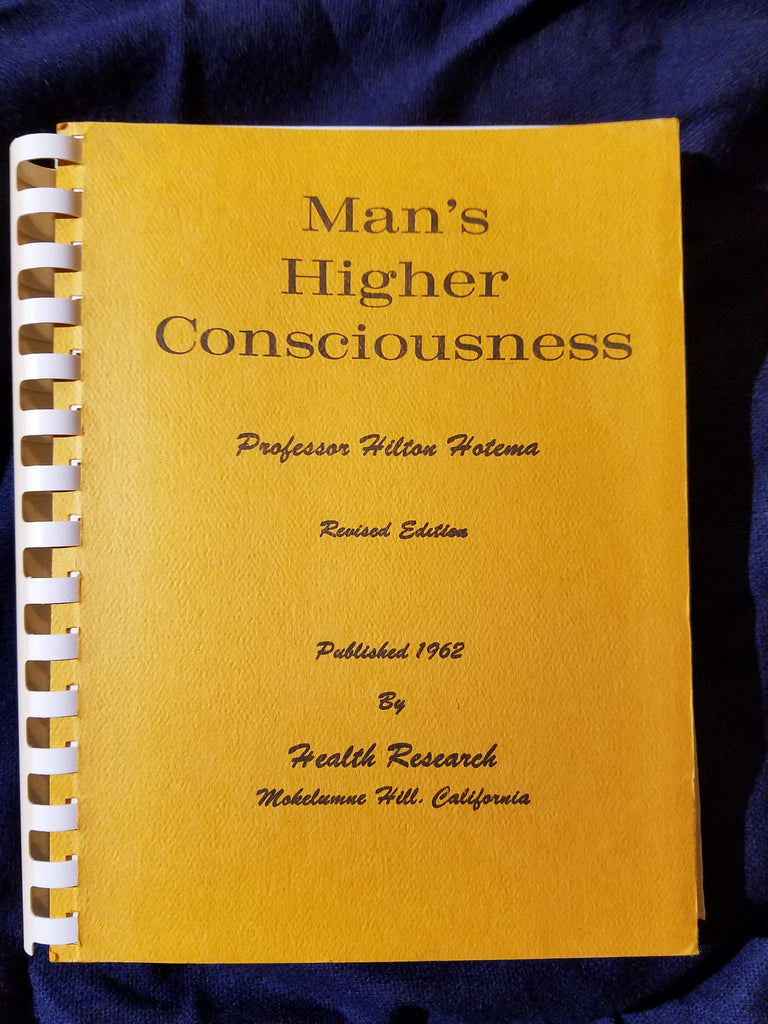 Man's
Higher
Consciousness
Professor Hilton Hotema
Revised Edition
Published 1962
By
Health Research
Mokelumne Hill, California